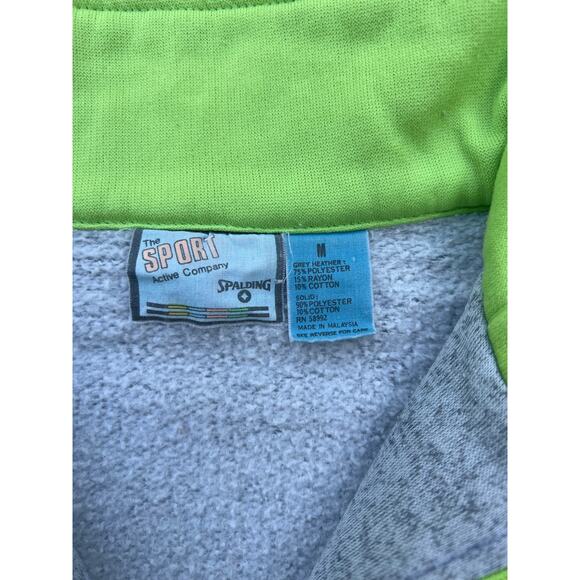 The
SPORT
Active Company
SPALDING
M
GREY HEATHER:
75% POLYESTER
15% RAYON
10% COTTON
SOLID:
90% POLYESTER
10% COTTON
RN 58992
MADE IN MALAYSIA
SEE REVERSE FOR CARE